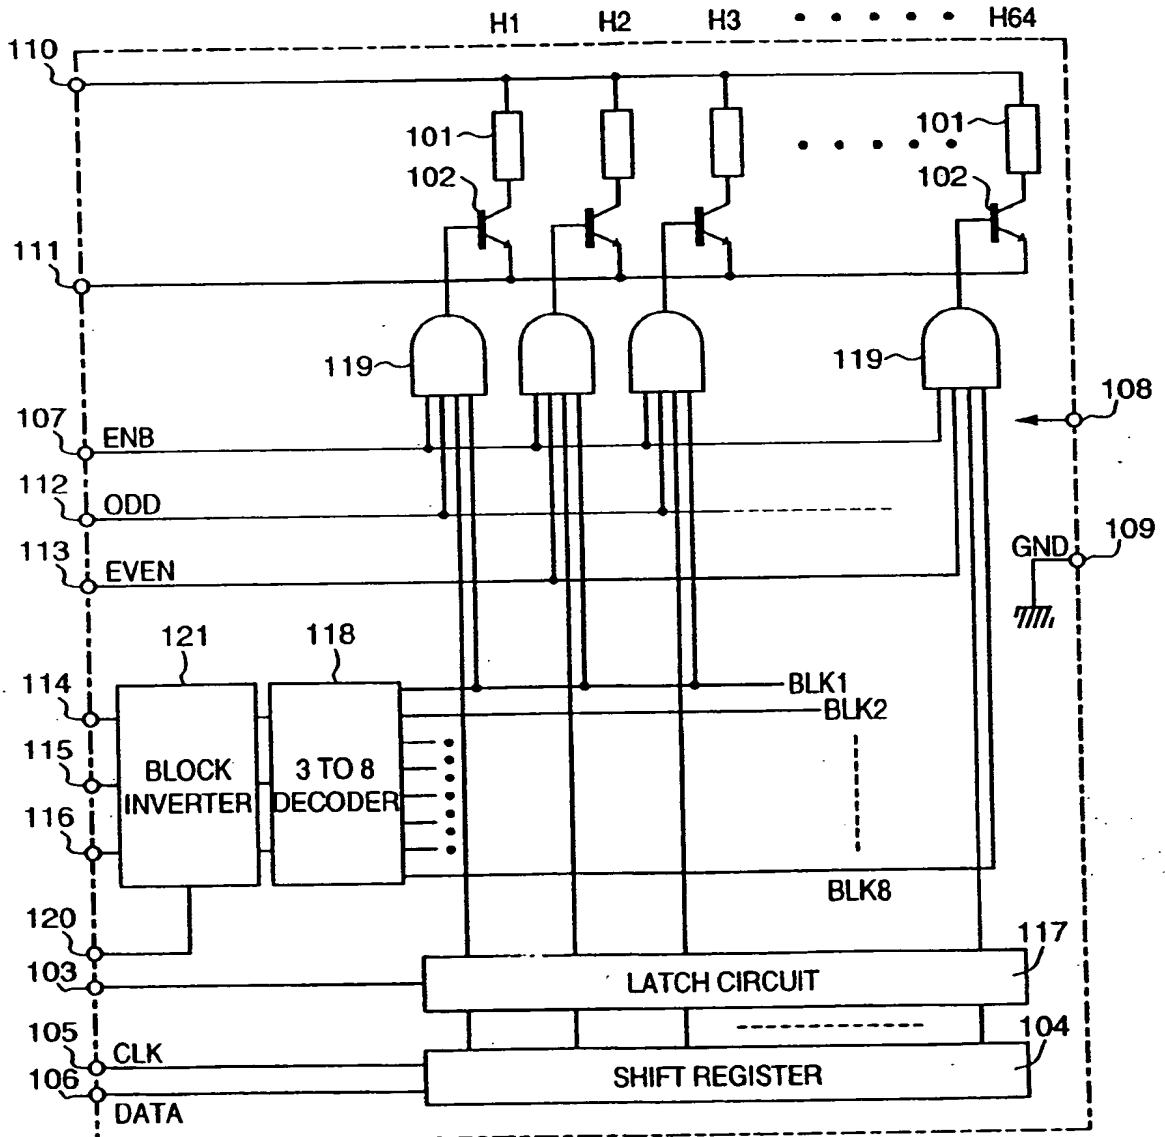 H1 H2 H3 H64
110
101 101
102 102
111
119 119
107 ENB 108
112 ODD
113 EVEN GND 109
121 118
114 BLK1
BLK2
115 BLOCK INVERTER 3 TO 8 DECODER
116
BLK8
120
117
103 LATCH CIRCUIT
105 CLK 104
106 SHIFT REGISTER
DATA